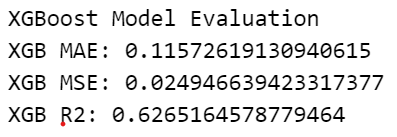 XGBoost Model Evaluation
XGB MAE: 0.11572619130940615
XGB MSE: 0.024946639423317377
XGB R2: 0.6265164578779464